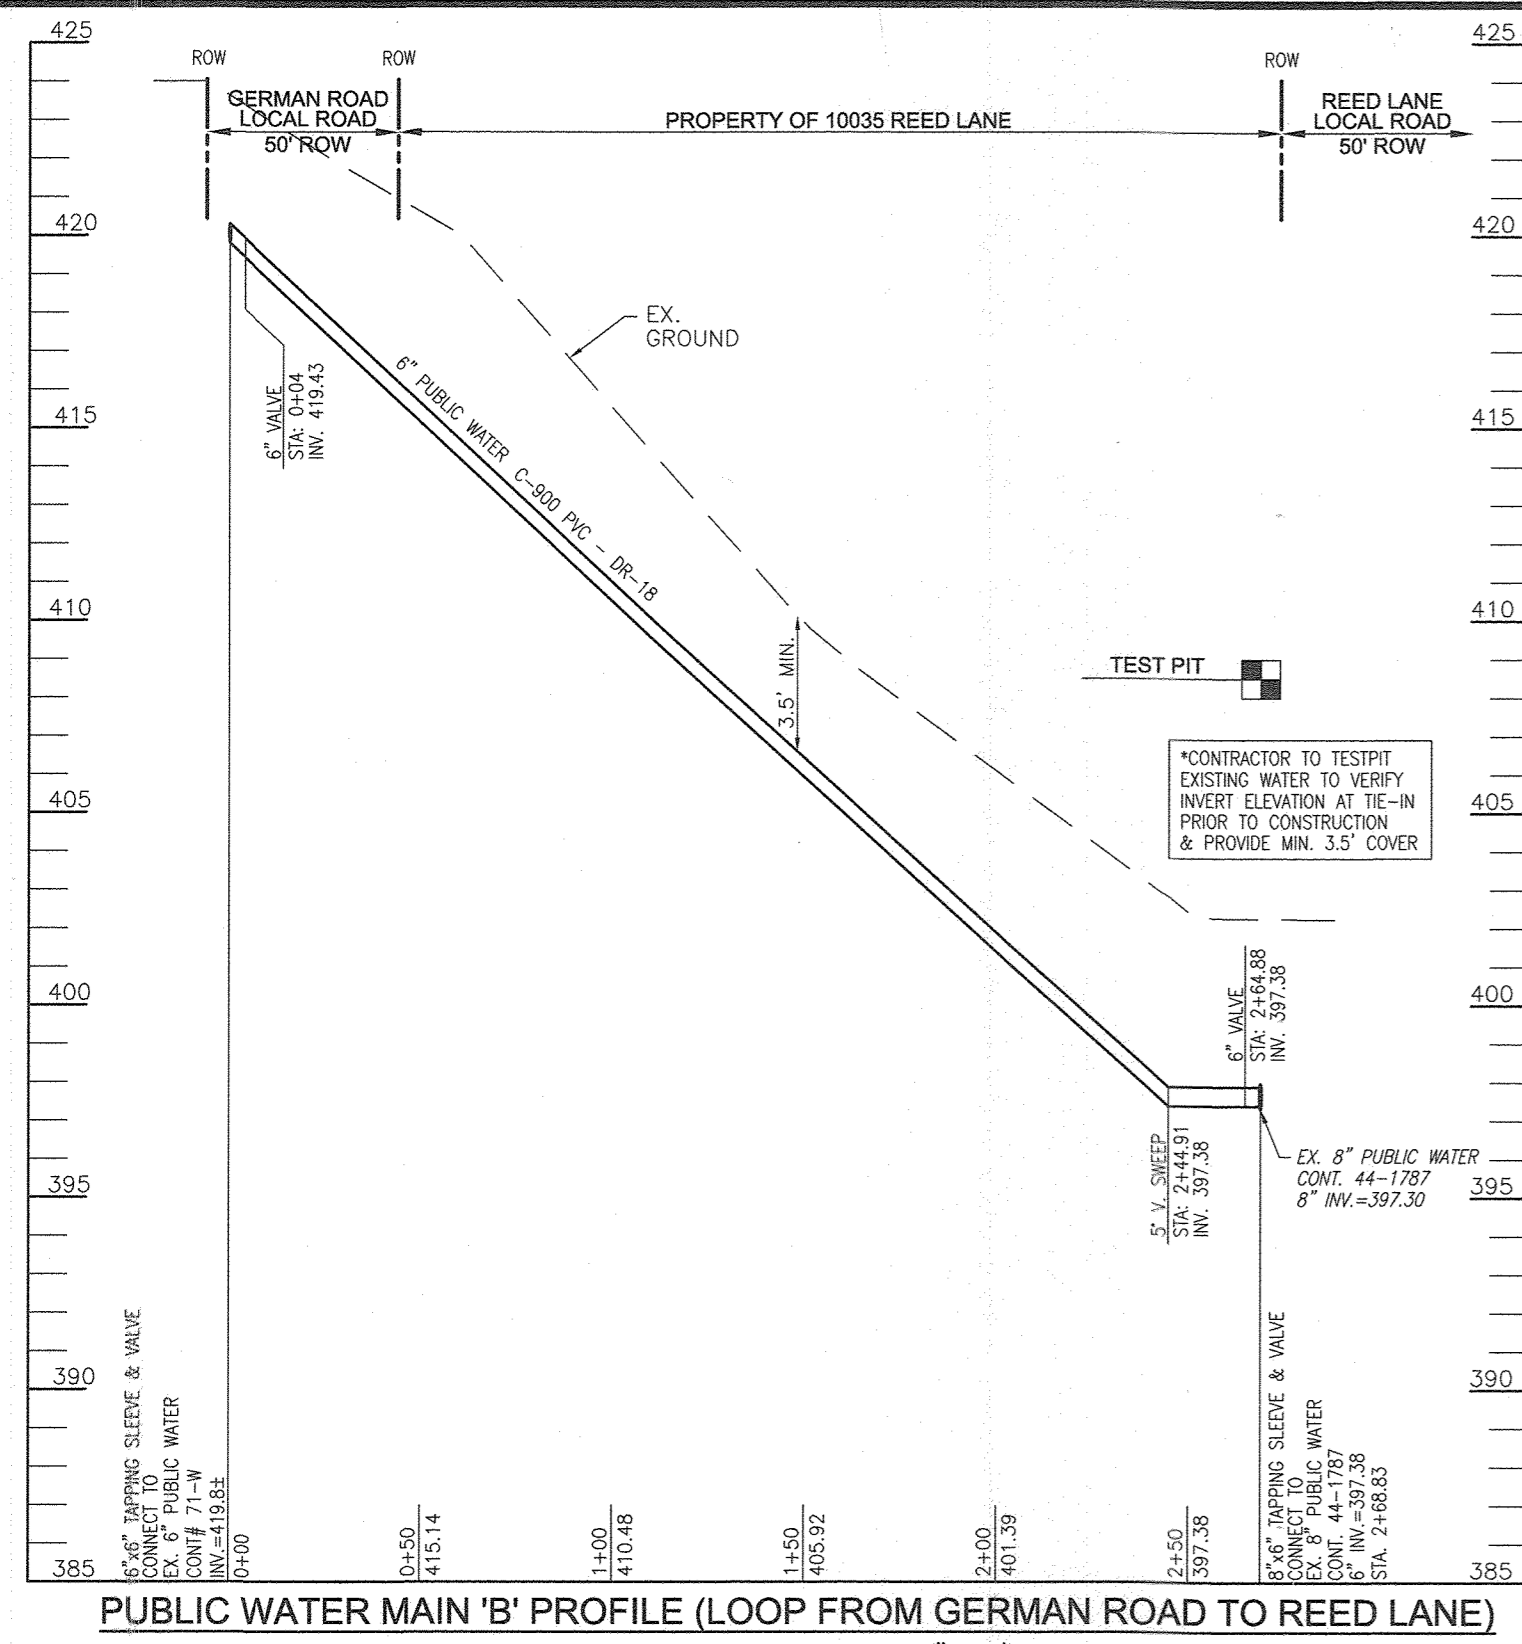 425
425
ROW
ROW
ROW
GERMAN ROAD
LOCAL ROAD
50' ROW
PROPERTY OF 10035 REED LANE
REED LANE
LOCAL ROAD
50' ROW
420
420
EX.
GROUND
6" VALVE
STA: 0+04
INV. 419.43
6" PUBLIC WATER C-900 PVC - DR-18
415
415
410
410
3.5' MIN.
TEST PIT
*CONTRACTOR TO TESTPIT
EXISTING WATER TO VERIFY
INVERT ELEVATION AT TIE-IN
PRIOR TO CONSTRUCTION
& PROVIDE MIN. 3.5' COVER
405
405
400
400
6" VALVE
STA: 2+64.88
INV. 397.38
5° V. SWEEP
STA: 2+44.91
INV. 397.38
EX. 8" PUBLIC WATER
CONT. 44-1787
8" INV.=397.30
395
395
390
390
385
385
6"x6" TAPPING SLEEVE & VALVE
CONNECT TO
EX. 6" PUBLIC WATER
CONT# 71-W
INV.=419.8±
0+00
0+50
415.14
1+00
410.48
1+50
405.92
2+00
401.39
2+50
397.38
8"x6" TAPPING SLEEVE & VALVE
CONNECT TO
EX. 8" PUBLIC WATER
CONT. 44-1787
6" INV.=397.38
STA. 2+68.83
PUBLIC WATER MAIN 'B' PROFILE (LOOP FROM GERMAN ROAD TO REED LANE)